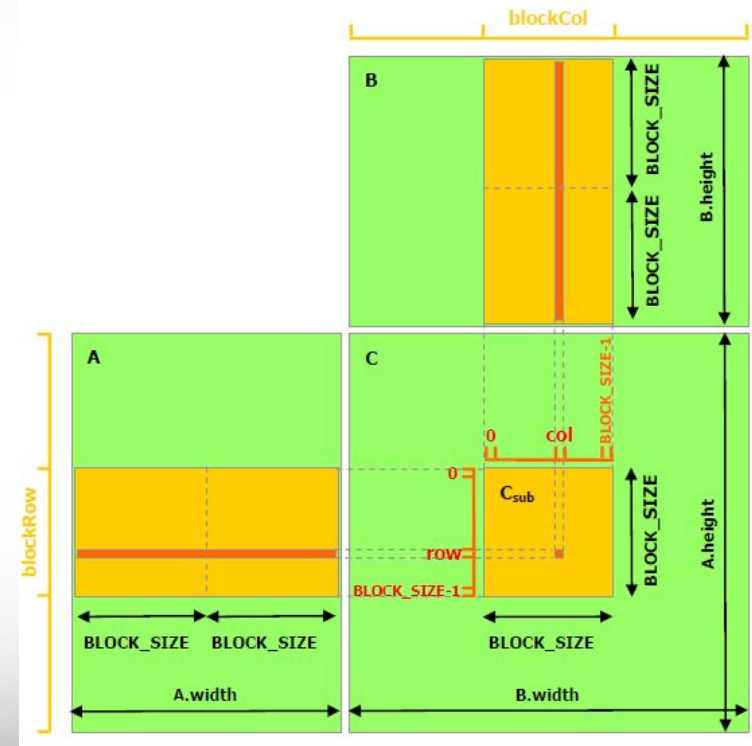 blockCol
B
BLOCK_SIZE
BLOCK_SIZE
B.height
blockRow
A
BLOCK_SIZE
BLOCK_SIZE
A.width
C
0
col
BLOCK_SIZE-1
0
row
BLOCK_SIZE-1
Csub
BLOCK_SIZE
BLOCK_SIZE
A.height
B.width